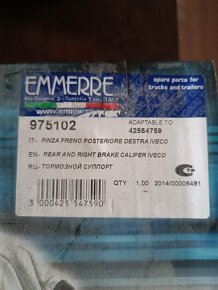 EMMERRE
spare parts for
trucks and trailers
975102
ADAPTABLE TO
42554759
IT - PINZA FRENO POSTERIORE DESTRA IVECO
EN - REAR AND RIGHT BRAKE CALIPER IVECO
RU - ТОРМОЗНОЙ СУППОРТ
QTY 1.00 2014/00006481
3 000425 547590